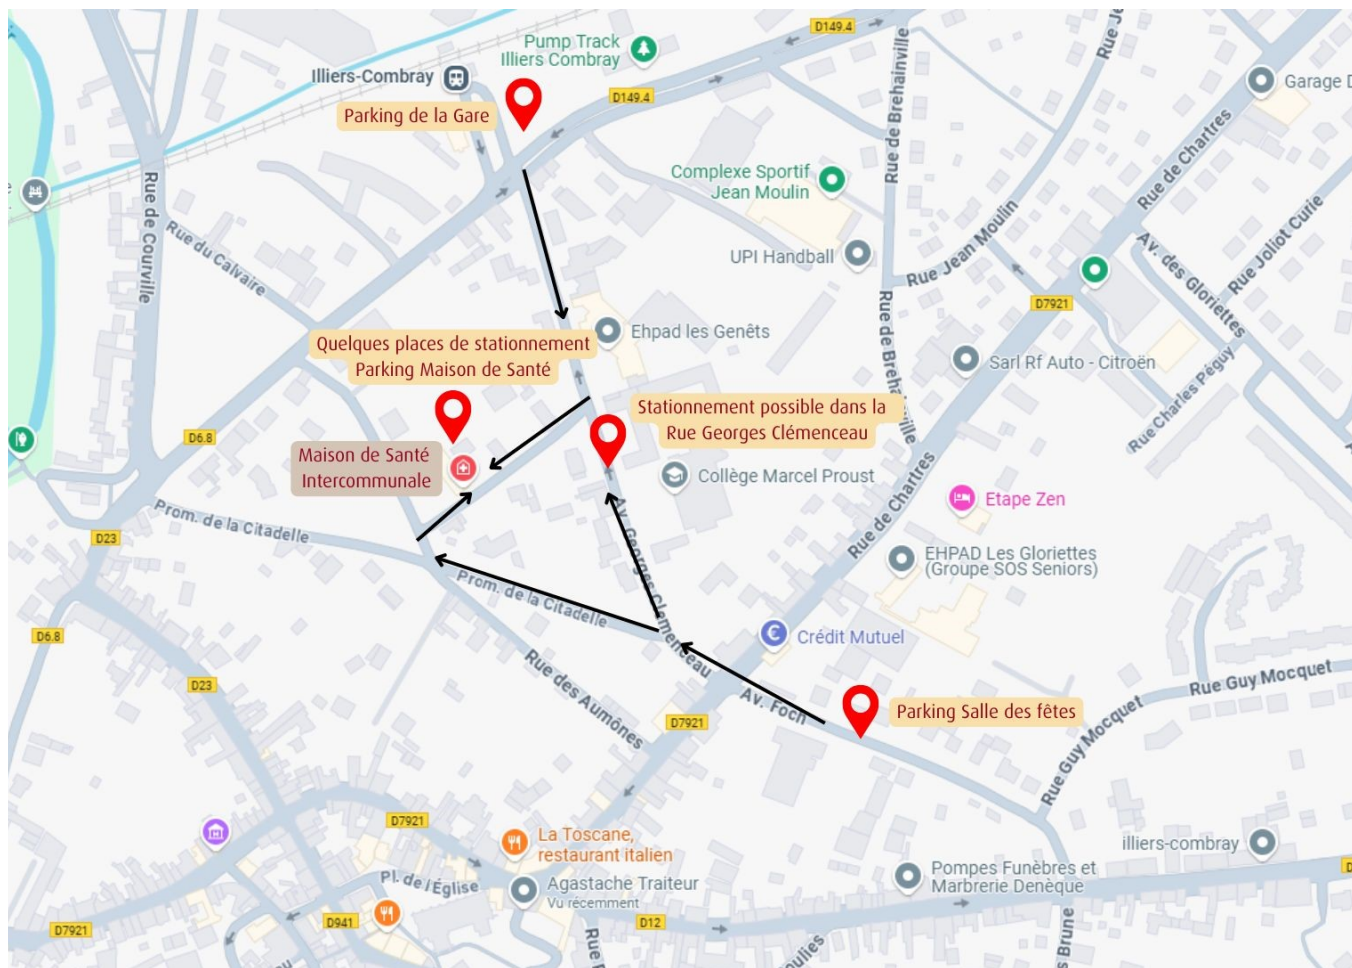 D149.4
Pump Track
Illiers Combray
Rue de Brehainville
Illiers-Combray
Garage D
D149.4
Parking de la Gare
Rue de Chartres
Complexe Sportif
Jean Moulin
Rue de Courville
Rue du Calvaire
Rue Jean Moulin
Rue Joliot Curie
Av. des Gloriettes
UPI Handball
D7921
Rue de Brehainville
Ehpad les Genêts
Quelques places de stationnement
Parking Maison de Santé
Sarl Rf Auto - Citroën
Rue Charles Péguy
Stationnement possible dans la
Rue Georges Clémenceau
D6.8
Maison de Santé
Intercommunale
Collège Marcel Proust
Rue de Chartres
Etape Zen
Prom. de la Citadelle
D23
Av. Georges Clemenceau
EHPAD Les Gloriettes
(Groupe SOS Seniors)
Prom. de la Citadelle
D6.8
Crédit Mutuel
D23
Rue des Aumônes
Av. Foch
Rue Guy Mocquet
Parking Salle des fêtes
D7921
Rue Guy Mocquet
D7921
La Toscane,
restaurant italien
illiers-combray
Pl. de l'Église
Agastache Traiteur
Vu récemment
Pompes Funèbres et
Marbrerie Denèque
D7921
D941
D12